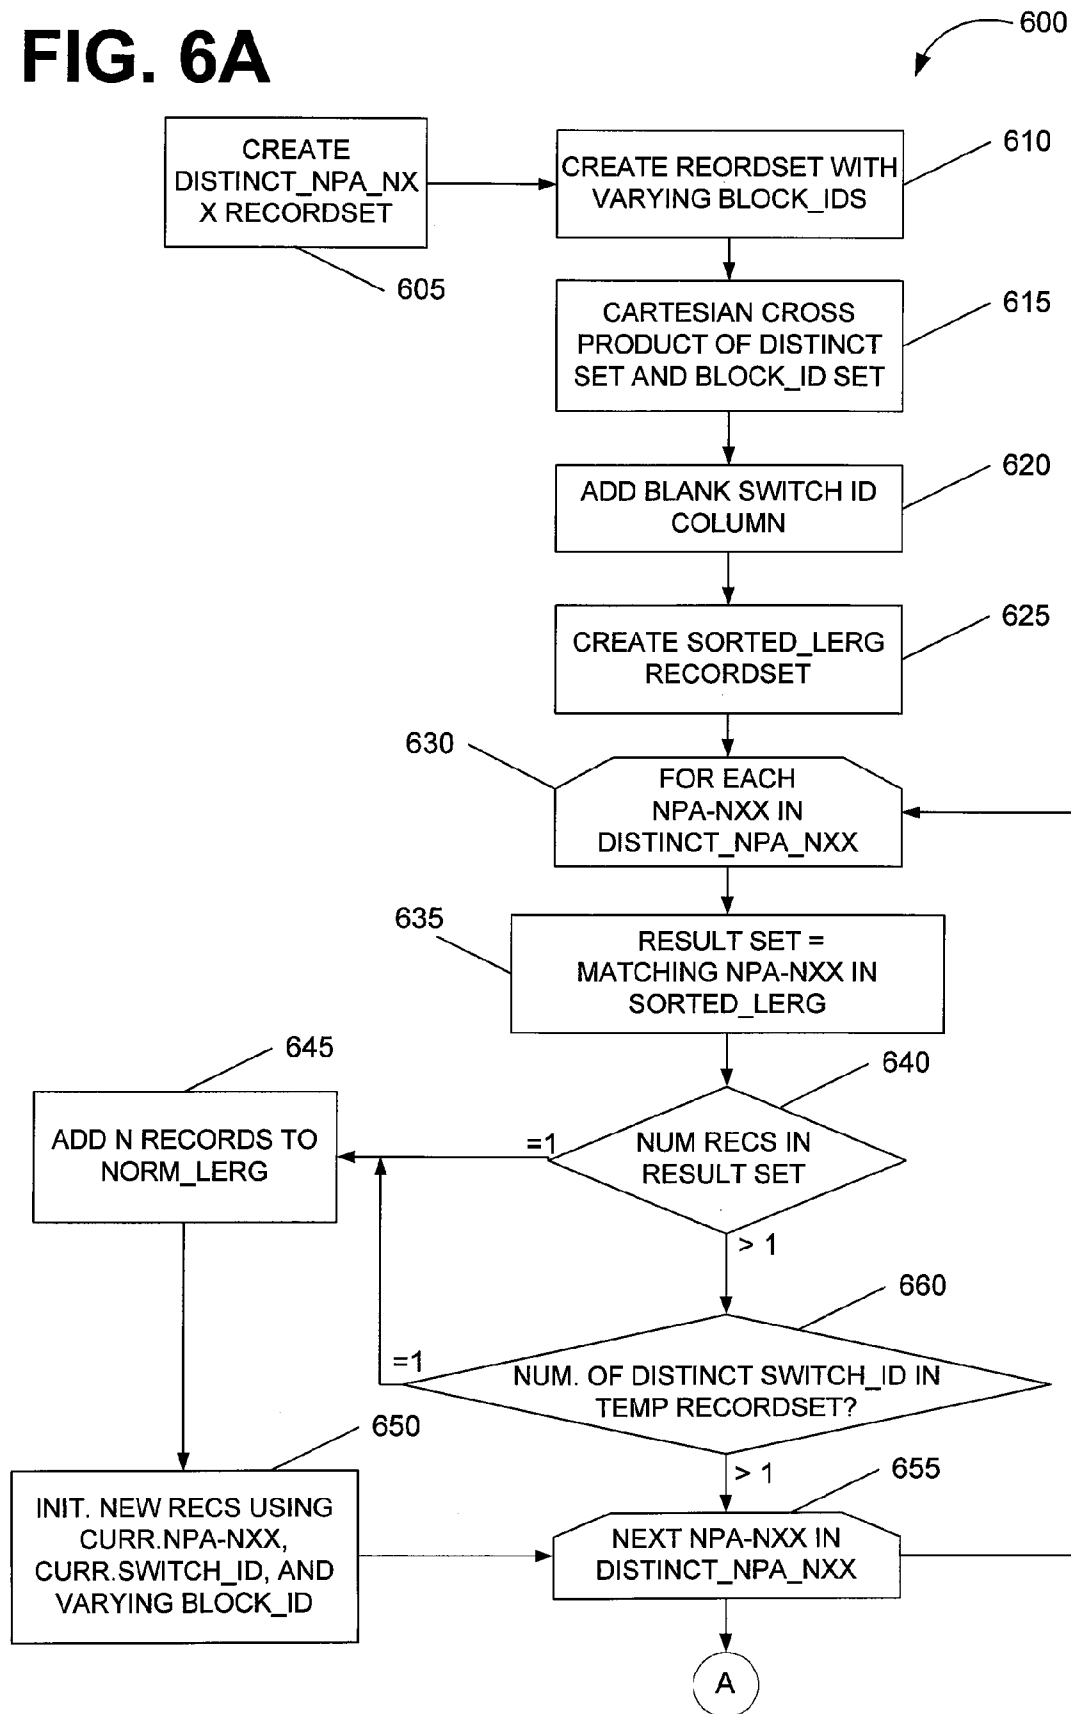 FIG. 6A
600
CREATE
DISTINCT_NPA_NX
X RECORDSET
605
CREATE REORDSET WITH
VARYING BLOCK_IDS
610
CARTESIAN CROSS
PRODUCT OF DISTINCT
SET AND BLOCK_ID SET
615
ADD BLANK SWITCH ID
COLUMN
620
CREATE SORTED_LERG
RECORDSET
625
630
FOR EACH
NPA-NXX IN
DISTINCT_NPA_NXX
635
RESULT SET =
MATCHING NPA-NXX IN
SORTED_LERG
640
NUM RECS IN
RESULT SET
=1
> 1
645
ADD N RECORDS TO
NORM_LERG
660
NUM. OF DISTINCT SWITCH_ID IN
TEMP RECORDSET?
=1
> 1
650
INIT. NEW RECS USING
CURR.NPA-NXX,
CURR.SWITCH_ID, AND
VARYING BLOCK_ID
655
NEXT NPA-NXX IN
DISTINCT_NPA_NXX
A